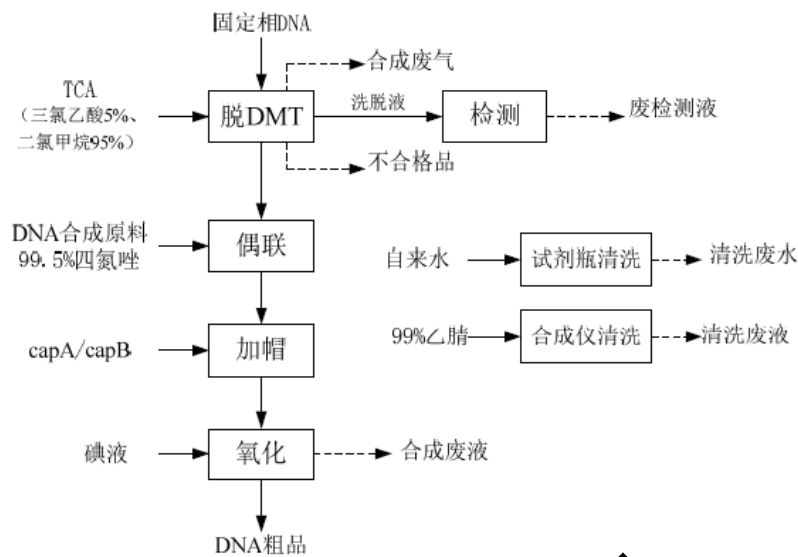 固定相DNA
合成废气
TCA
（三氯乙酸5%、
二氯甲烷95%）
脱DMT
洗脱液
检测
废检测液
不合格品
DNA合成原料
99.5%四氮唑
偶联
自来水
试剂瓶清洗
清洗废水
capA/capB
加帽
99%乙腈
合成仪清洗
清洗废液
碘液
氧化
合成废液
DNA粗品